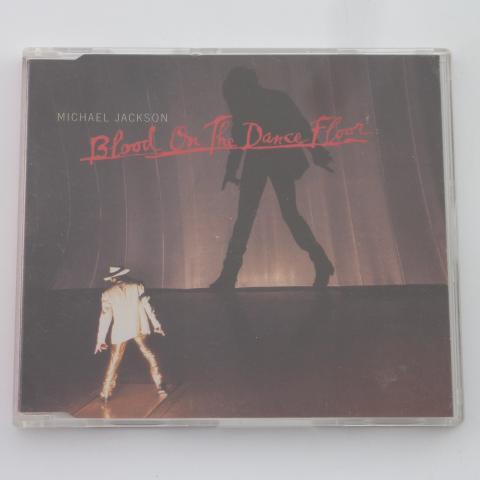 MICHAEL JACKSON
Blood On The Dance Floor